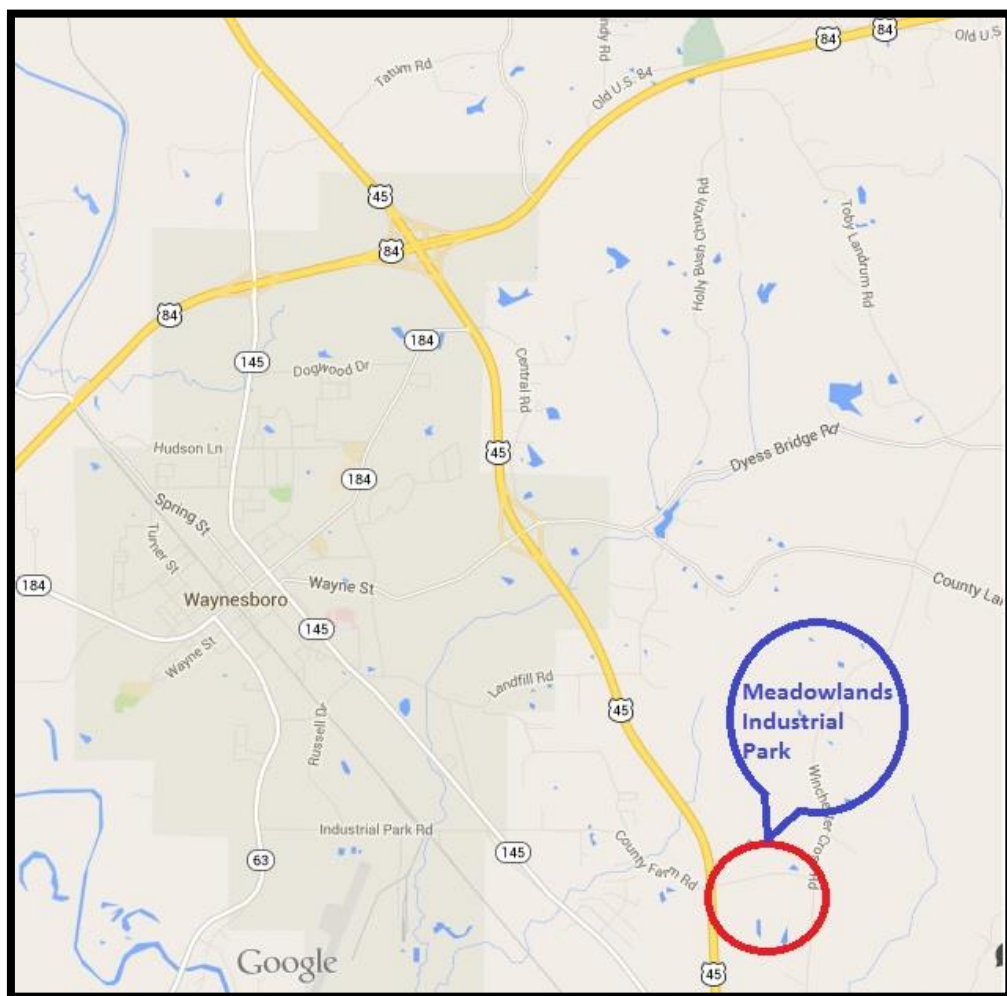 84
84
84
Old U.S
ndy Rd
Tatum Rd
Old U.S. 84
45
84
Holly Bush Church Rd
Toby Landrum Rd
84
184
145
Dogwood Dr
Central Rd
Hudson Ln
45
Dyess Bridge Rd
184
Spring St
Turner St
184
Wayne St
County La
Waynesboro
145
Wayne St
Landfill Rd
Meadowlands
Industrial
Park
45
Russell Dr
Industrial Park Rd
145
63
County Farm Rd
Google
45